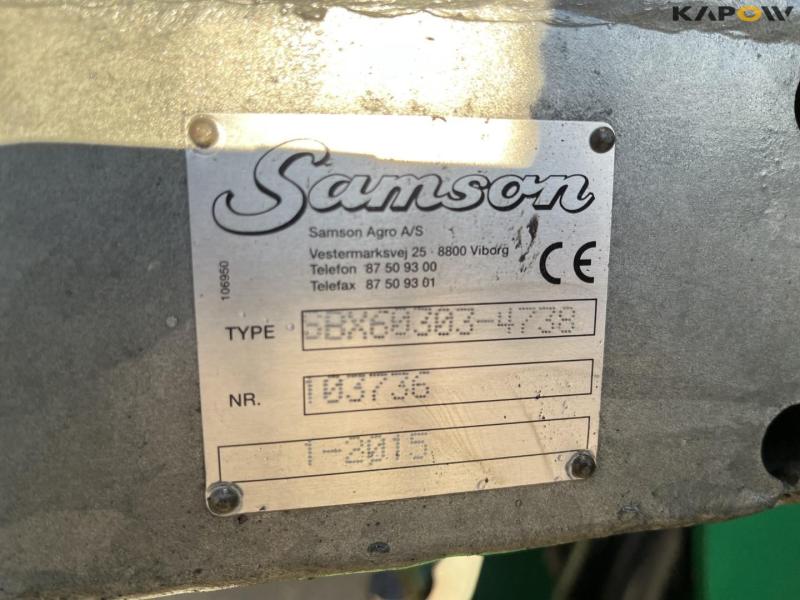 KAPOW
Samson
Samson Agro A/S
Vestermarksvej 25 · 8800 Viborg
Telefon 87 50 93 00
Telefax 87 50 93 01
CE
106950
TYPE SBX60303-4738
NR. 103736
1-2015